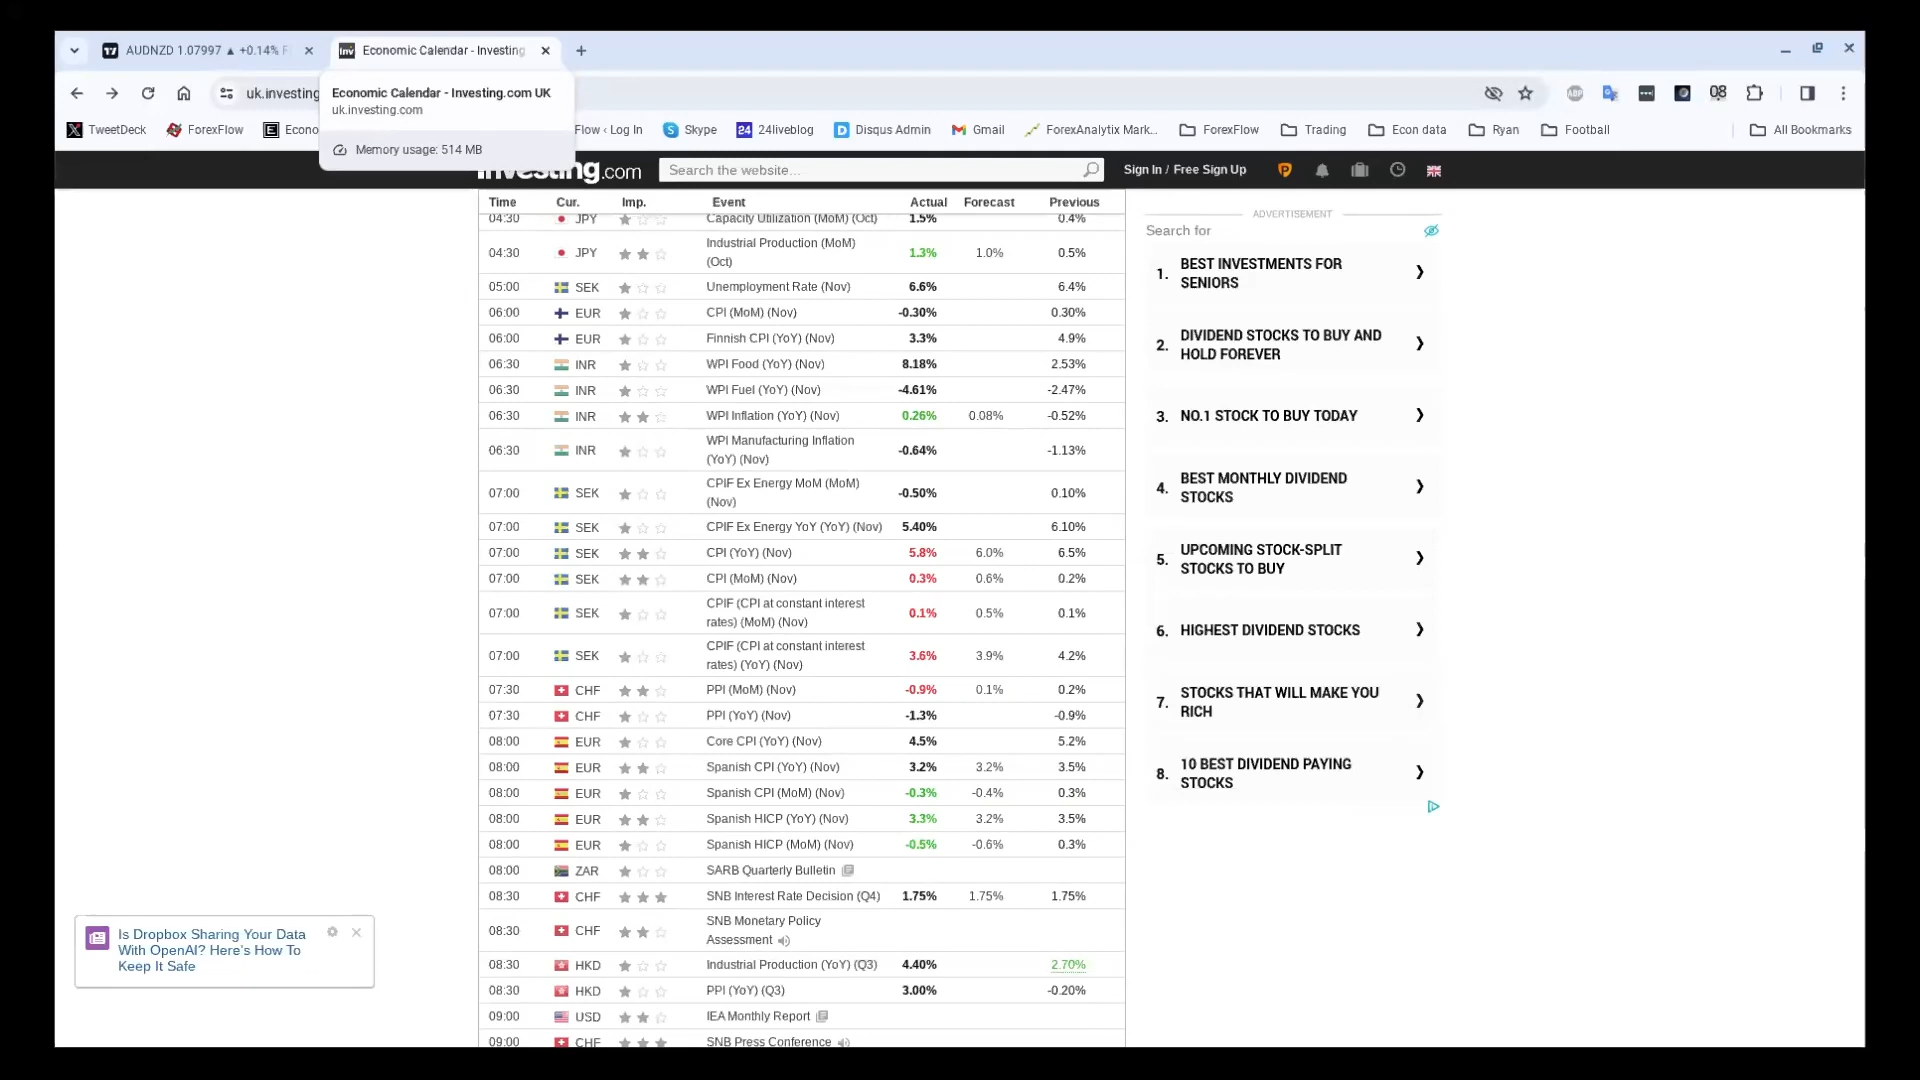 AUDNZD 1.07997 ▲ +0.14%
Economic Calendar - Investing
uk.investing
Economic Calendar - Investing.com UK
uk.investing.com
Memory usage: 514 MB
TweetDeck ForexFlow Econo Flow ‹ Log In Skype 24liveblog Disqus Admin Gmail ForexAnalytix Mark... ForexFlow Trading Econ data Ryan Football All Bookmarks
Investing.com Search the website... Sign In / Free Sign Up
Time Cur. Imp. Event Actual Forecast Previous
04:30 JPY Capacity Utilization (MoM) (Oct) 1.5% 0.4%
04:30 JPY Industrial Production (MoM) (Oct) 1.3% 1.0% 0.5%
05:00 SEK Unemployment Rate (Nov) 6.6% 6.4%
06:00 EUR CPI (MoM) (Nov) -0.30% 0.30%
06:00 EUR Finnish CPI (YoY) (Nov) 3.3% 4.9%
06:30 INR WPI Food (YoY) (Nov) 8.18% 2.53%
06:30 INR WPI Fuel (YoY) (Nov) -4.61% -2.47%
06:30 INR WPI Inflation (YoY) (Nov) 0.26% 0.08% -0.52%
06:30 INR WPI Manufacturing Inflation (YoY) (Nov) -0.64% -1.13%
07:00 SEK CPIF Ex Energy MoM (MoM) (Nov) -0.50% 0.10%
07:00 SEK CPIF Ex Energy YoY (YoY) (Nov) 5.40% 6.10%
07:00 SEK CPI (YoY) (Nov) 5.8% 6.0% 6.5%
07:00 SEK CPI (MoM) (Nov) 0.3% 0.6% 0.2%
07:00 SEK CPIF (CPI at constant interest rates) (MoM) (Nov) 0.1% 0.5% 0.1%
07:00 SEK CPIF (CPI at constant interest rates) (YoY) (Nov) 3.6% 3.9% 4.2%
07:30 CHF PPI (MoM) (Nov) -0.9% 0.1% 0.2%
07:30 CHF PPI (YoY) (Nov) -1.3% -0.9%
08:00 EUR Core CPI (YoY) (Nov) 4.5% 5.2%
08:00 EUR Spanish CPI (YoY) (Nov) 3.2% 3.2% 3.5%
08:00 EUR Spanish CPI (MoM) (Nov) -0.3% -0.4% 0.3%
08:00 EUR Spanish HICP (YoY) (Nov) 3.3% 3.2% 3.5%
08:00 EUR Spanish HICP (MoM) (Nov) -0.5% -0.6% 0.3%
08:00 ZAR SARB Quarterly Bulletin
08:30 CHF SNB Interest Rate Decision (Q4) 1.75% 1.75% 1.75%
08:30 CHF SNB Monetary Policy Assessment
08:30 HKD Industrial Production (YoY) (Q3) 4.40% 2.70%
08:30 HKD PPI (YoY) (Q3) 3.00% -0.20%
09:00 USD IEA Monthly Report
09:00 CHF SNB Press Conference
ADVERTISEMENT
Search for
1. BEST INVESTMENTS FOR SENIORS
2. DIVIDEND STOCKS TO BUY AND HOLD FOREVER
3. NO.1 STOCK TO BUY TODAY
4. BEST MONTHLY DIVIDEND STOCKS
5. UPCOMING STOCK-SPLIT STOCKS TO BUY
6. HIGHEST DIVIDEND STOCKS
7. STOCKS THAT WILL MAKE YOU RICH
8. 10 BEST DIVIDEND PAYING STOCKS
Is Dropbox Sharing Your Data
With OpenAI? Here's How To
Keep It Safe